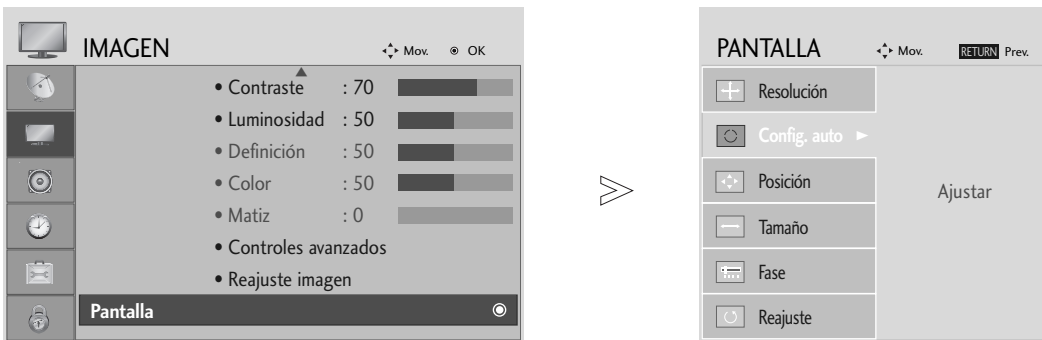 IMAGEN Mov. OK
• Contraste : 70
• Luminosidad : 50
• Definición : 50
• Color : 50
• Matiz : 0
• Controles avanzados
• Reajuste imagen
Pantalla
PANTALLA Mov. RETURN Prev.
Resolución
Config. auto
Posición
Tamaño
Fase
Reajuste
Ajustar